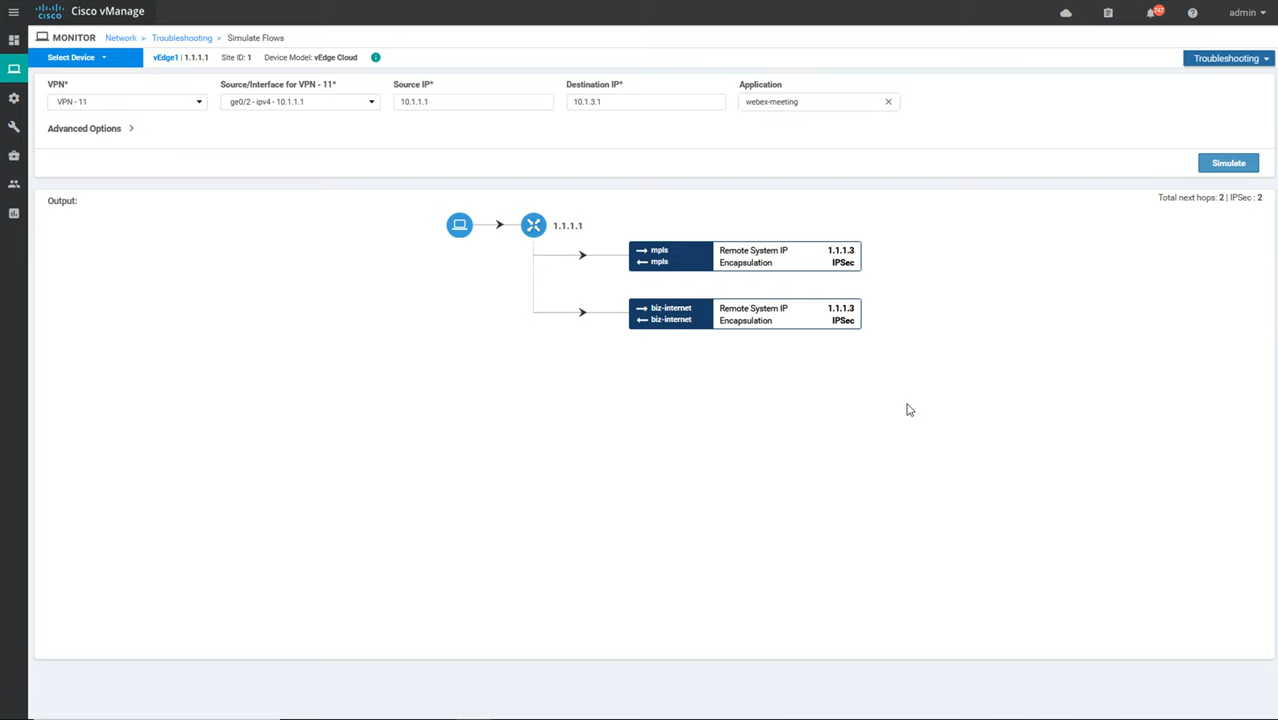 CISCO
Cisco vManage
747
admin
MONITOR Network > Troubleshooting > Simulate Flows
Select Device vEdge1 | 1.1.1.1 Site ID: 1 Device Model: vEdge Cloud
Troubleshooting
VPN* Source/Interface for VPN - 11* Source IP* Destination IP* Application
VPN - 11 ge0/2 - ipv4 - 10.1.1.1 10.1.1.1 10.1.3.1 webex-meeting
Advanced Options
Simulate
Output:
Total next hops: 2 | IPSec : 2
1.1.1.1
mpls Remote System IP 1.1.1.3
mpls Encapsulation IPSec
biz-internet Remote System IP 1.1.1.3
biz-internet Encapsulation IPSec